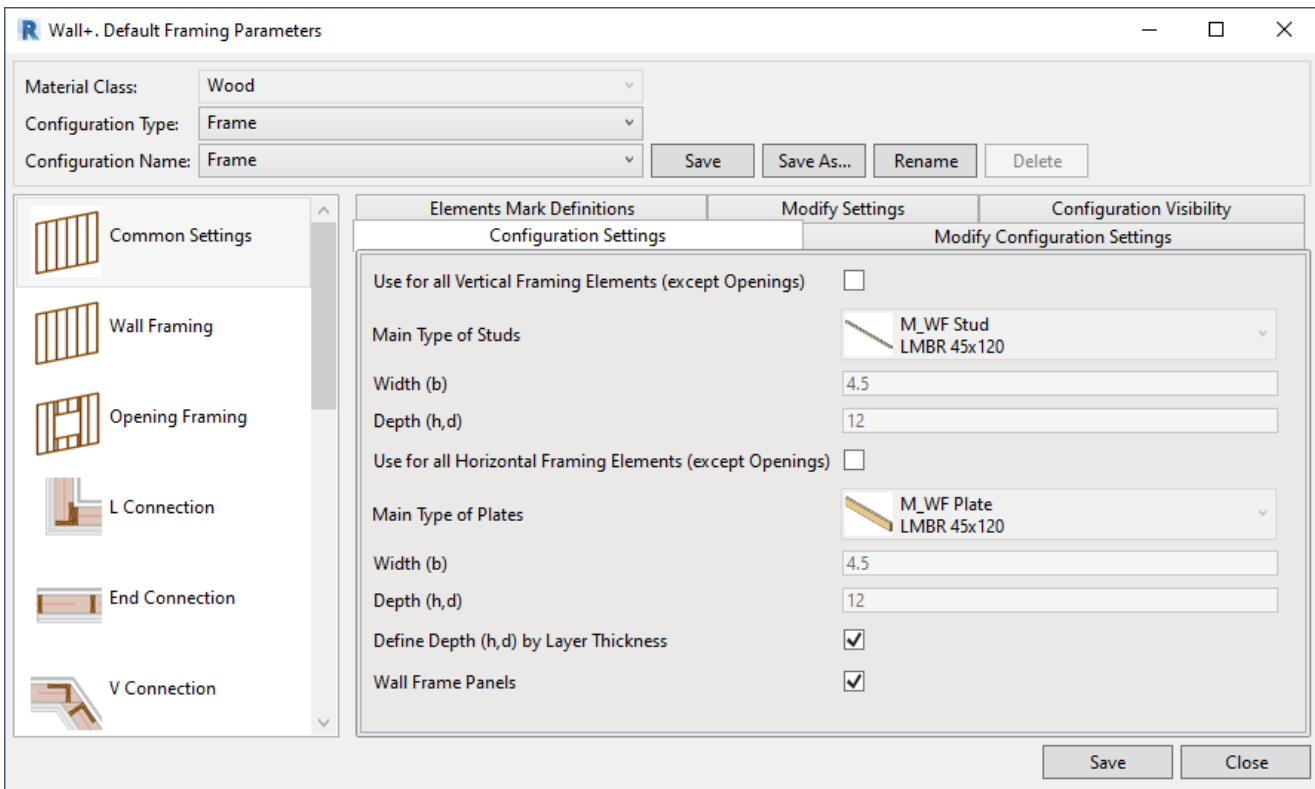 Wall+. Default Framing Parameters
Material Class: Wood
Configuration Type: Frame
Configuration Name: Frame Save Save As... Rename Delete
Common Settings
Wall Framing
Opening Framing
L Connection
End Connection
V Connection
Elements Mark Definitions Modify Settings Configuration Visibility
Configuration Settings Modify Configuration Settings
Use for all Vertical Framing Elements (except Openings)
Main Type of Studs M_WF Stud
LMBR 45x120
Width (b) 4.5
Depth (h,d) 12
Use for all Horizontal Framing Elements (except Openings)
Main Type of Plates M_WF Plate
LMBR 45x120
Width (b) 4.5
Depth (h,d) 12
Define Depth (h,d) by Layer Thickness
Wall Frame Panels
Save Close